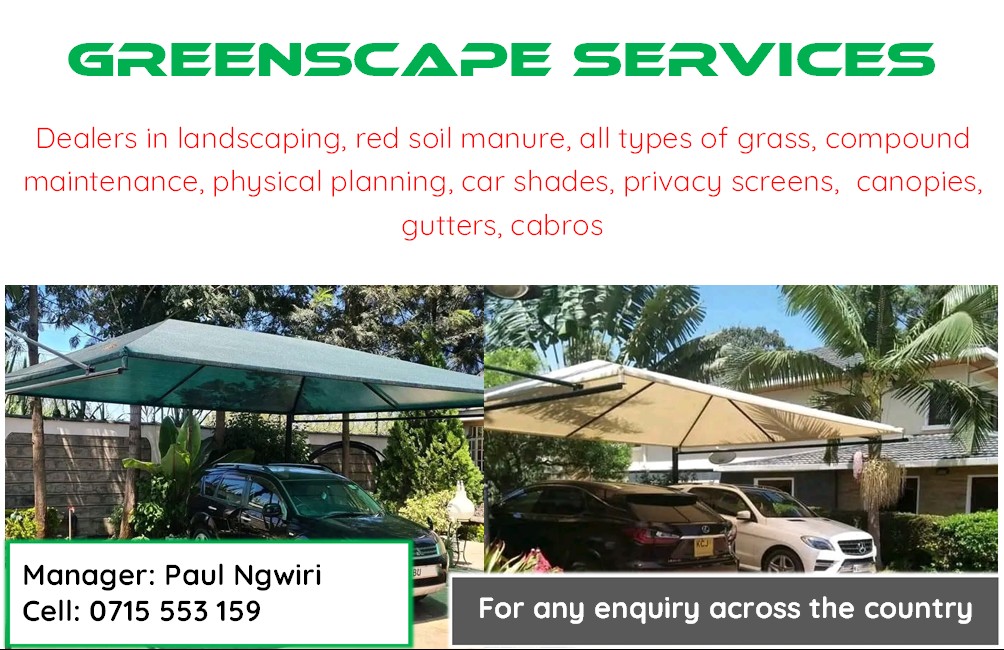 GREENSCAPE SERVICES
Dealers in landscaping, red soil manure, all types of grass, compound
maintenance, physical planning, car shades, privacy screens, canopies,
gutters, cabros
KCJ
Manager: Paul Ngwiri
Cell: 0715 553 159
For any enquiry across the country